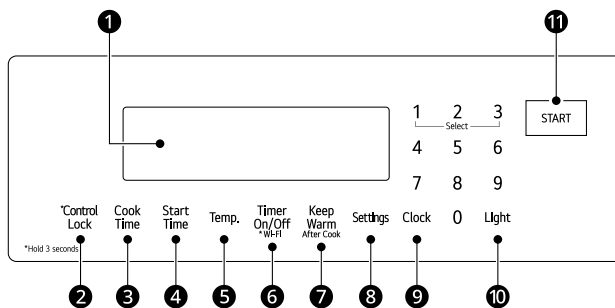 1
11
1 2 3
Select
START
4 5 6
7 8 9
*Control
Lock
Cook
Time
Start
Time
Temp.
Timer
On/Off
*Wi-Fi
Keep
Warm
After Cook
Settings
Clock
0
Light
*Hold 3 seconds
2 3 4 5 6 7 8 9 10